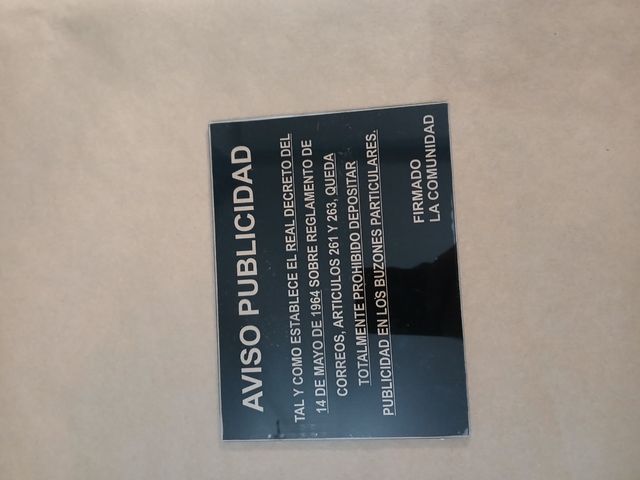 AVISO PUBLICIDAD
TAL Y COMO ESTABLECE EL REAL DECRETO DEL
14 DE MAYO DE 1964 SOBRE REGLAMENTO DE
CORREOS, ARTICULOS 261 Y 263, QUEDA
TOTALMENTE PROHIBIDO DEPOSITAR
PUBLICIDAD EN LOS BUZONES PARTICULARES.
FIRMADO
LA COMUNIDAD